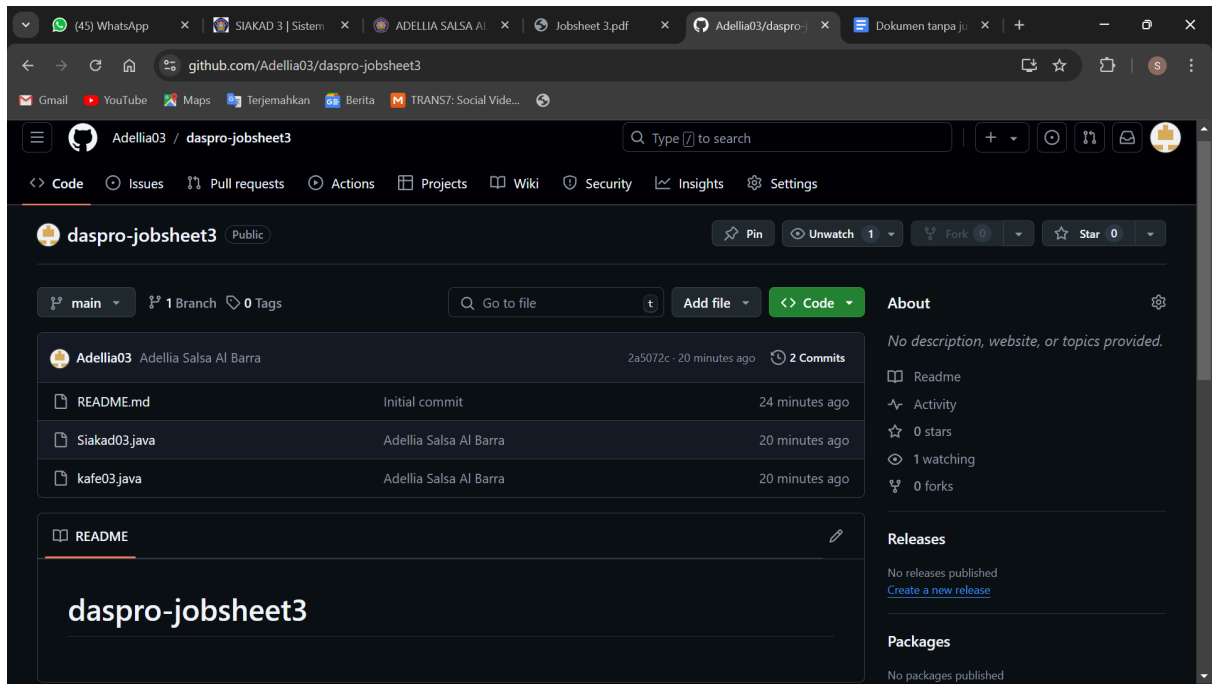 (45) WhatsApp SIAKAD 3 | Sistem ADELLIA SALSA AL Jobsheet 3.pdf Adellia03/daspro-j Dokumen tanpa ju
github.com/Adellia03/daspro-jobsheet3 S
Gmail YouTube Maps Terjemahkan Berita TRANS7: Social Vide...
Adellia03 / daspro-jobsheet3 Type / to search
Code Issues Pull requests Actions Projects Wiki Security Insights Settings
daspro-jobsheet3 Public Pin Unwatch 1 Fork 0 Star 0
main 1 Branch 0 Tags Go to file t Add file Code
About
No description, website, or topics provided.
Adellia03 Adellia Salsa Al Barra 2a5072c · 20 minutes ago 2 Commits
README.md Initial commit 24 minutes ago
Siakad03.java Adellia Salsa Al Barra 20 minutes ago
kafe03.java Adellia Salsa Al Barra 20 minutes ago
Readme
Activity
0 stars
1 watching
0 forks
README
daspro-jobsheet3
Releases
No releases published
Create a new release
Packages
No packages published